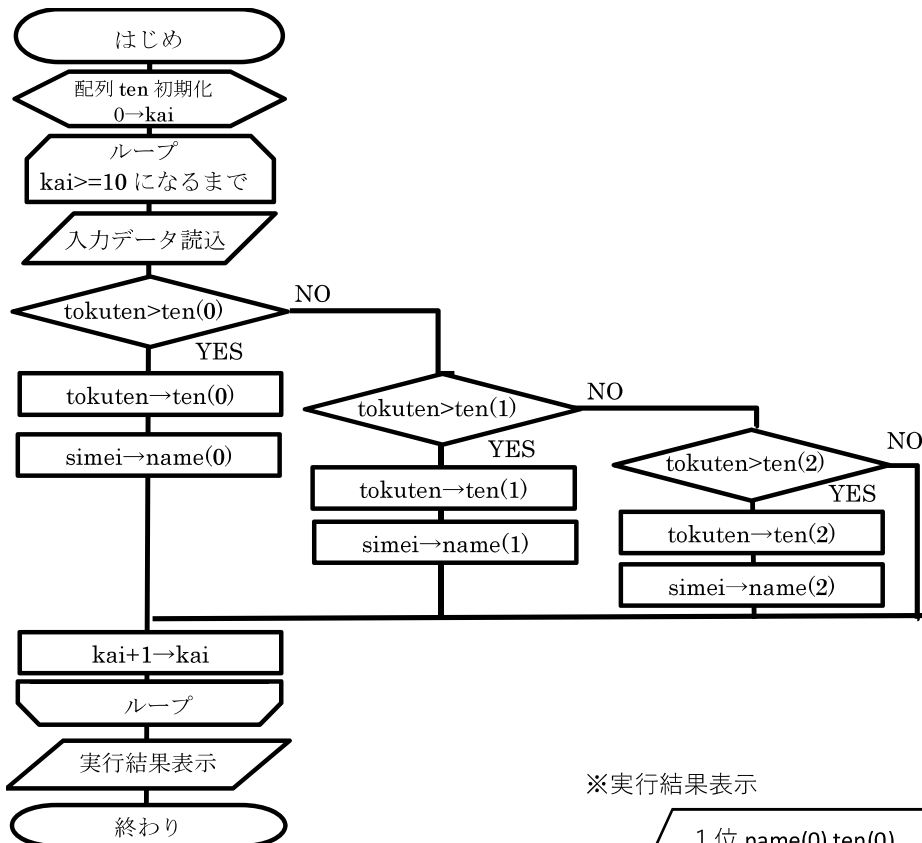 はじめ
配列 ten 初期化
0→kai
ループ
kai>=10 になるまで
入力データ読込
tokuten>ten(0)
NO
YES
tokuten→ten(0)
simei→name(0)
tokuten>ten(1)
NO
YES
tokuten→ten(1)
simei→name(1)
tokuten>ten(2)
NO
YES
tokuten→ten(2)
simei→name(2)
kai+1→kai
ループ
実行結果表示
終わり
※実行結果表示
1 位 name(0) ten(0)